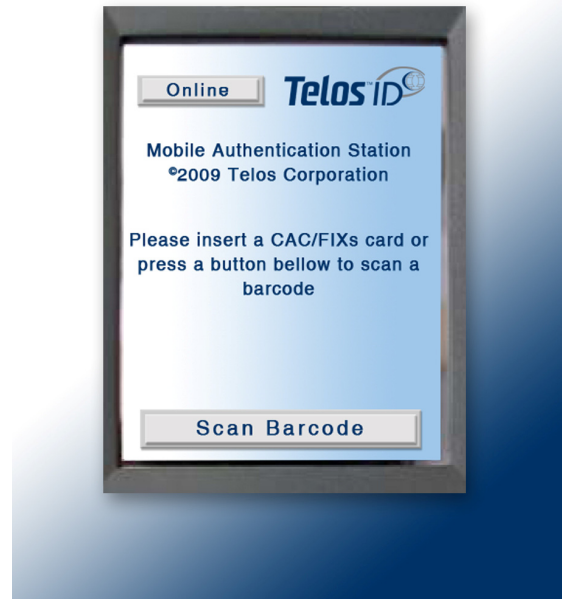 Online
Telos™ID
Mobile Authentication Station
©2009 Telos Corporation
Please insert a CAC/FIXs card or
press a button bellow to scan a
barcode
Scan Barcode